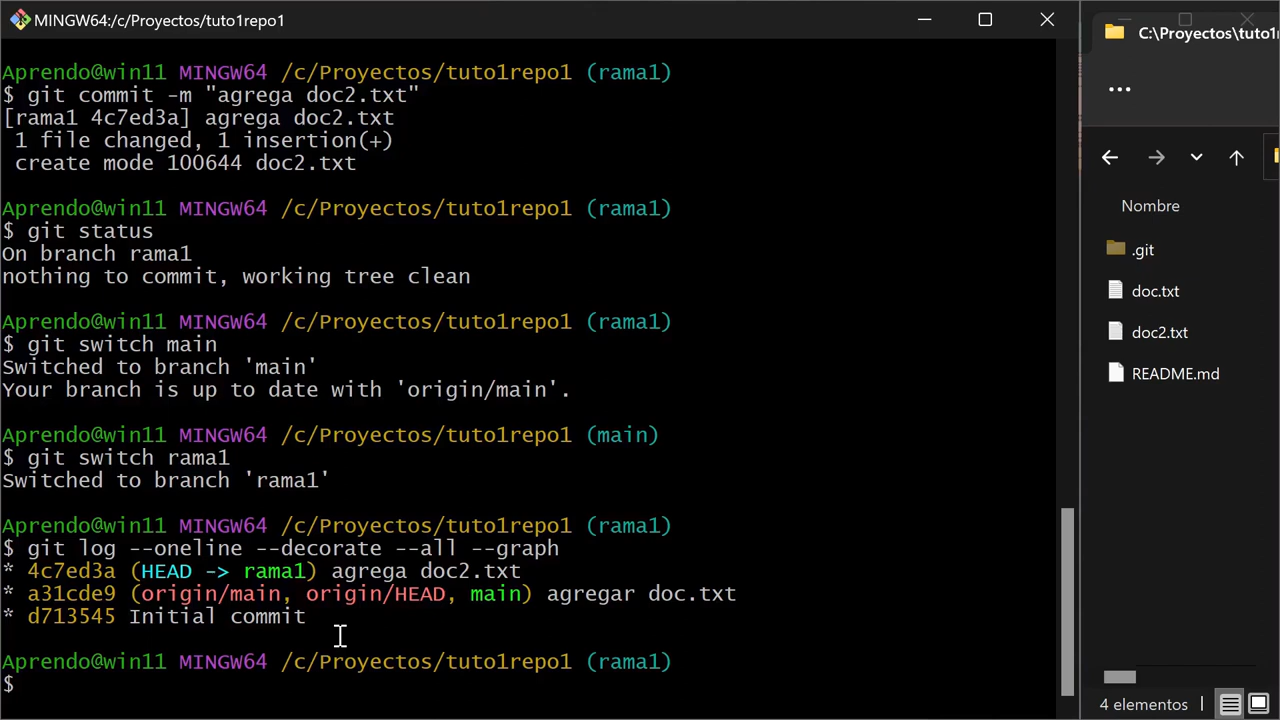 MINGW64:/c/Proyectos/tuto1repo1
Aprendo@win11 MINGW64 /c/Proyectos/tuto1repo1 (rama1)
$ git commit -m "agrega doc2.txt"
[rama1 4c7ed3a] agrega doc2.txt
1 file changed, 1 insertion(+)
create mode 100644 doc2.txt
Aprendo@win11 MINGW64 /c/Proyectos/tuto1repo1 (rama1)
$ git status
On branch rama1
nothing to commit, working tree clean
Aprendo@win11 MINGW64 /c/Proyectos/tuto1repo1 (rama1)
$ git switch main
Switched to branch 'main'
Your branch is up to date with 'origin/main'.
Aprendo@win11 MINGW64 /c/Proyectos/tuto1repo1 (main)
$ git switch rama1
Switched to branch 'rama1'
Aprendo@win11 MINGW64 /c/Proyectos/tuto1repo1 (rama1)
$ git log --oneline --decorate --all --graph
* 4c7ed3a (HEAD -> rama1) agrega doc2.txt
* a31cde9 (origin/main, origin/HEAD, main) agregar doc.txt
* d713545 Initial commit
Aprendo@win11 MINGW64 /c/Proyectos/tuto1repo1 (rama1)
$
C:\Proyectos\tuto1r
...
Nombre
.git
doc.txt
doc2.txt
README.md
4 elementos